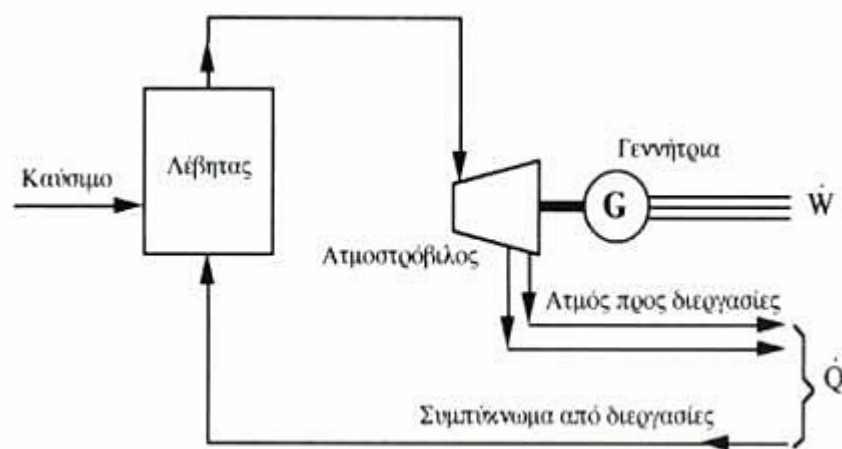 Λέβητας
Καύσιμο
Γεννήτρια
G
Ẇ
Ατμοστρόβιλος
Ατμός προς διεργασίες
Q̇
Συμπύκνωμα από διεργασίες